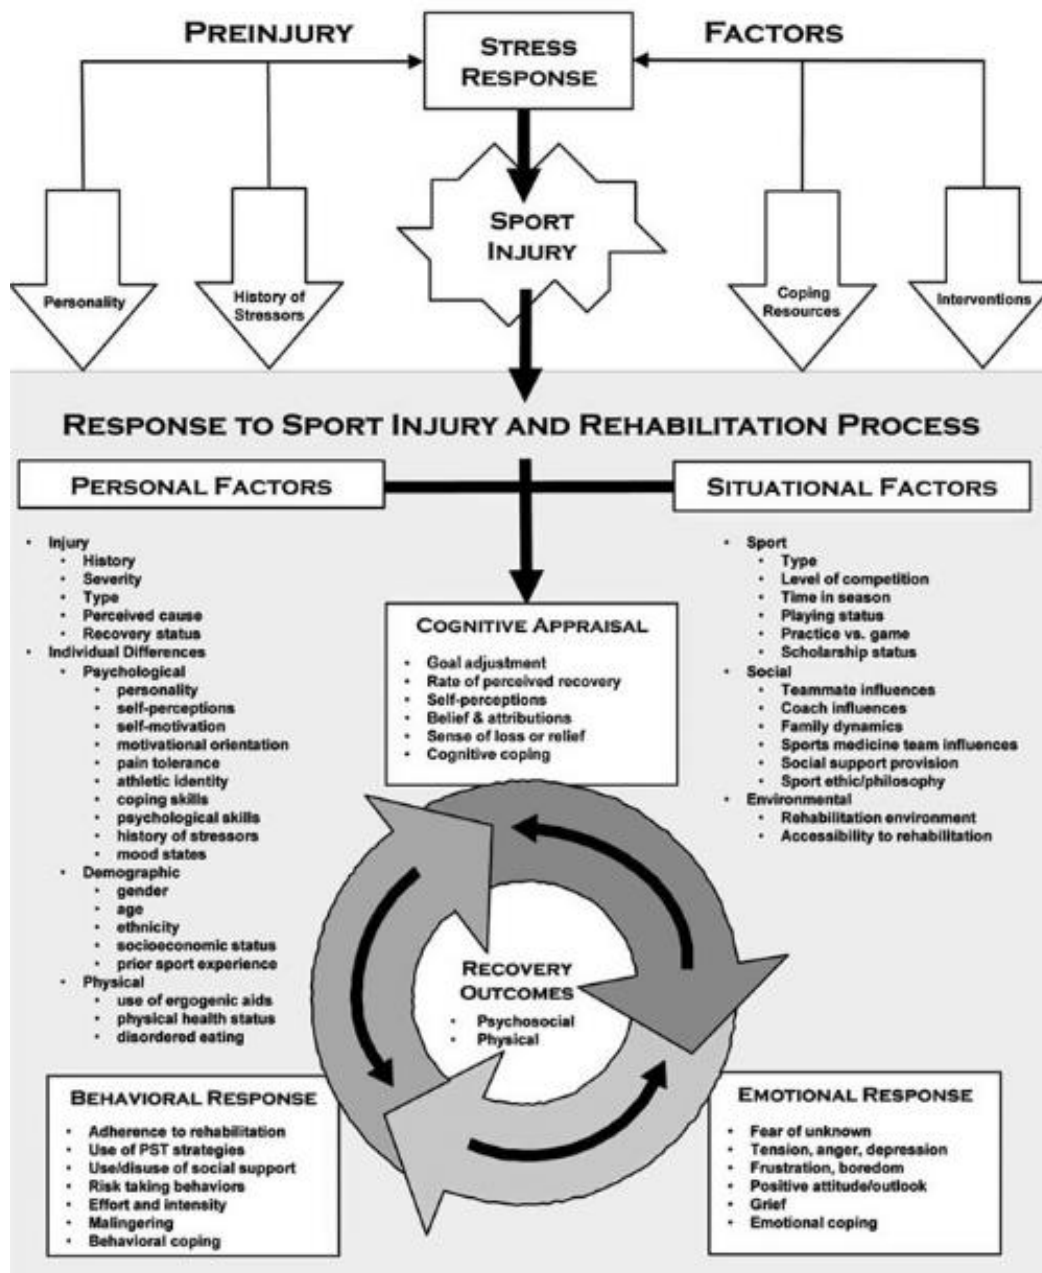 PREINJURY
FACTORS
STRESS
RESPONSE
SPORT
INJURY
Personality
History of
Stressors
Coping
Resources
Interventions
RESPONSE TO SPORT INJURY AND REHABILITATION PROCESS
PERSONAL FACTORS
• Injury
• History
• Severity
• Type
• Perceived cause
• Recovery status
• Individual Differences
• Psychological
• personality
• self-perceptions
• self-motivation
• motivational orientation
• pain tolerance
• athletic identity
• coping skills
• psychological skills
• history of stressors
• mood states
• Demographic
• gender
• age
• ethnicity
• socioeconomic status
• prior sport experience
• Physical
• use of ergogenic aids
• physical health status
• disordered eating
SITUATIONAL FACTORS
• Sport
• Type
• Level of competition
• Time in season
• Playing status
• Practice vs. game
• Scholarship status
• Social
• Teammate influences
• Coach influences
• Family dynamics
• Sports medicine team influences
• Social support provision
• Sport ethic/philosophy
• Environmental
• Rehabilitation environment
• Accessibility to rehabilitation
COGNITIVE APPRAISAL
• Goal adjustment
• Rate of perceived recovery
• Self-perceptions
• Belief & attributions
• Sense of loss or relief
• Cognitive coping
RECOVERY
OUTCOMES
• Psychosocial
• Physical
BEHAVIORAL RESPONSE
• Adherence to rehabilitation
• Use of PST strategies
• Use/disuse of social support
• Risk taking behaviors
• Effort and intensity
• Malingering
• Behavioral coping
EMOTIONAL RESPONSE
• Fear of unknown
• Tension, anger, depression
• Frustration, boredom
• Positive attitude/outlook
• Grief
• Emotional coping